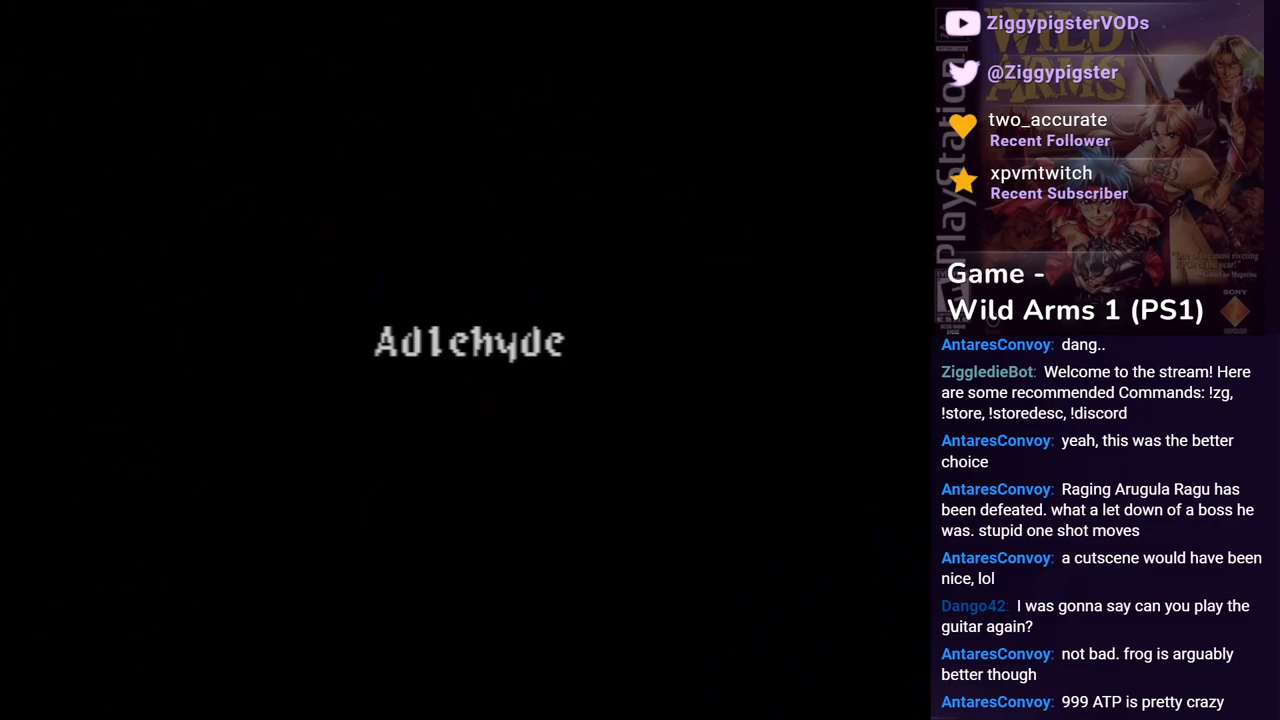 Adlehyde
ZiggypigsterVODs
@Ziggypigster
two_accurate
Recent Follower
xpvmtwitch
Recent Subscriber
WILD
ARMS
PlayStation
SONY
Game -
Wild Arms 1 (PS1)
AntaresConvoy: dang..
ZiggledieBot: Welcome to the stream! Here
are some recommended Commands: !zg,
!store, !storedesc, !discord
AntaresConvoy: yeah, this was the better
choice
AntaresConvoy: Raging Arugula Ragu has
been defeated. what a let down of a boss he
was. stupid one shot moves
AntaresConvoy: a cutscene would have been
nice, lol
Dango42: I was gonna say can you play the
guitar again?
AntaresConvoy: not bad. frog is arguably
better though
AntaresConvoy: 999 ATP is pretty crazy